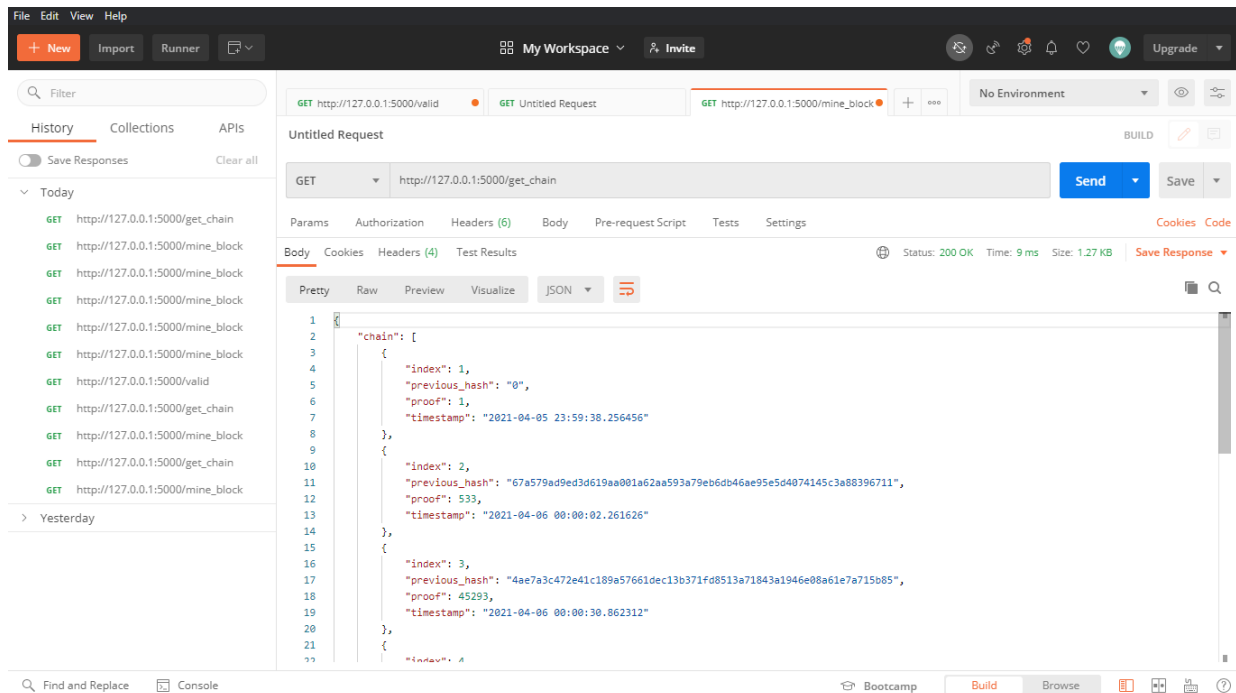 File Edit View Help
New Import Runner My Workspace Invite Upgrade
Filter
History Collections APIs
Save Responses Clear all
Today
GET http://127.0.0.1:5000/get_chain
GET http://127.0.0.1:5000/mine_block
GET http://127.0.0.1:5000/mine_block
GET http://127.0.0.1:5000/mine_block
GET http://127.0.0.1:5000/mine_block
GET http://127.0.0.1:5000/mine_block
GET http://127.0.0.1:5000/valid
GET http://127.0.0.1:5000/get_chain
GET http://127.0.0.1:5000/mine_block
GET http://127.0.0.1:5000/get_chain
GET http://127.0.0.1:5000/mine_block
Yesterday
GET http://127.0.0.1:5000/valid GET Untitled Request GET http://127.0.0.1:5000/mine_block No Environment
Untitled Request BUILD
GET http://127.0.0.1:5000/get_chain Send Save
Params Authorization Headers (6) Body Pre-request Script Tests Settings Cookies Code
Body Cookies Headers (4) Test Results Status: 200 OK Time: 9 ms Size: 1.27 KB Save Response
Pretty Raw Preview Visualize JSON
1 {
2 "chain": [
3 {
4 "index": 1,
5 "previous_hash": "0",
6 "proof": 1,
7 "timestamp": "2021-04-05 23:59:38.256456"
8 },
9 {
10 "index": 2,
11 "previous_hash": "67a579ad9ed3d619aa001a62aa593a79eb6db46ae95e5d4074145c3a88396711",
12 "proof": 533,
13 "timestamp": "2021-04-06 00:00:02.261626"
14 },
15 {
16 "index": 3,
17 "previous_hash": "4ae7a3c472e41c189a57661dec13b371fd8513a71843a1946e08a61e7a715b85",
18 "proof": 45293,
19 "timestamp": "2021-04-06 00:00:30.862312"
20 },
21 {
22 "index": 4
Find and Replace Console Bootcamp Build Browse